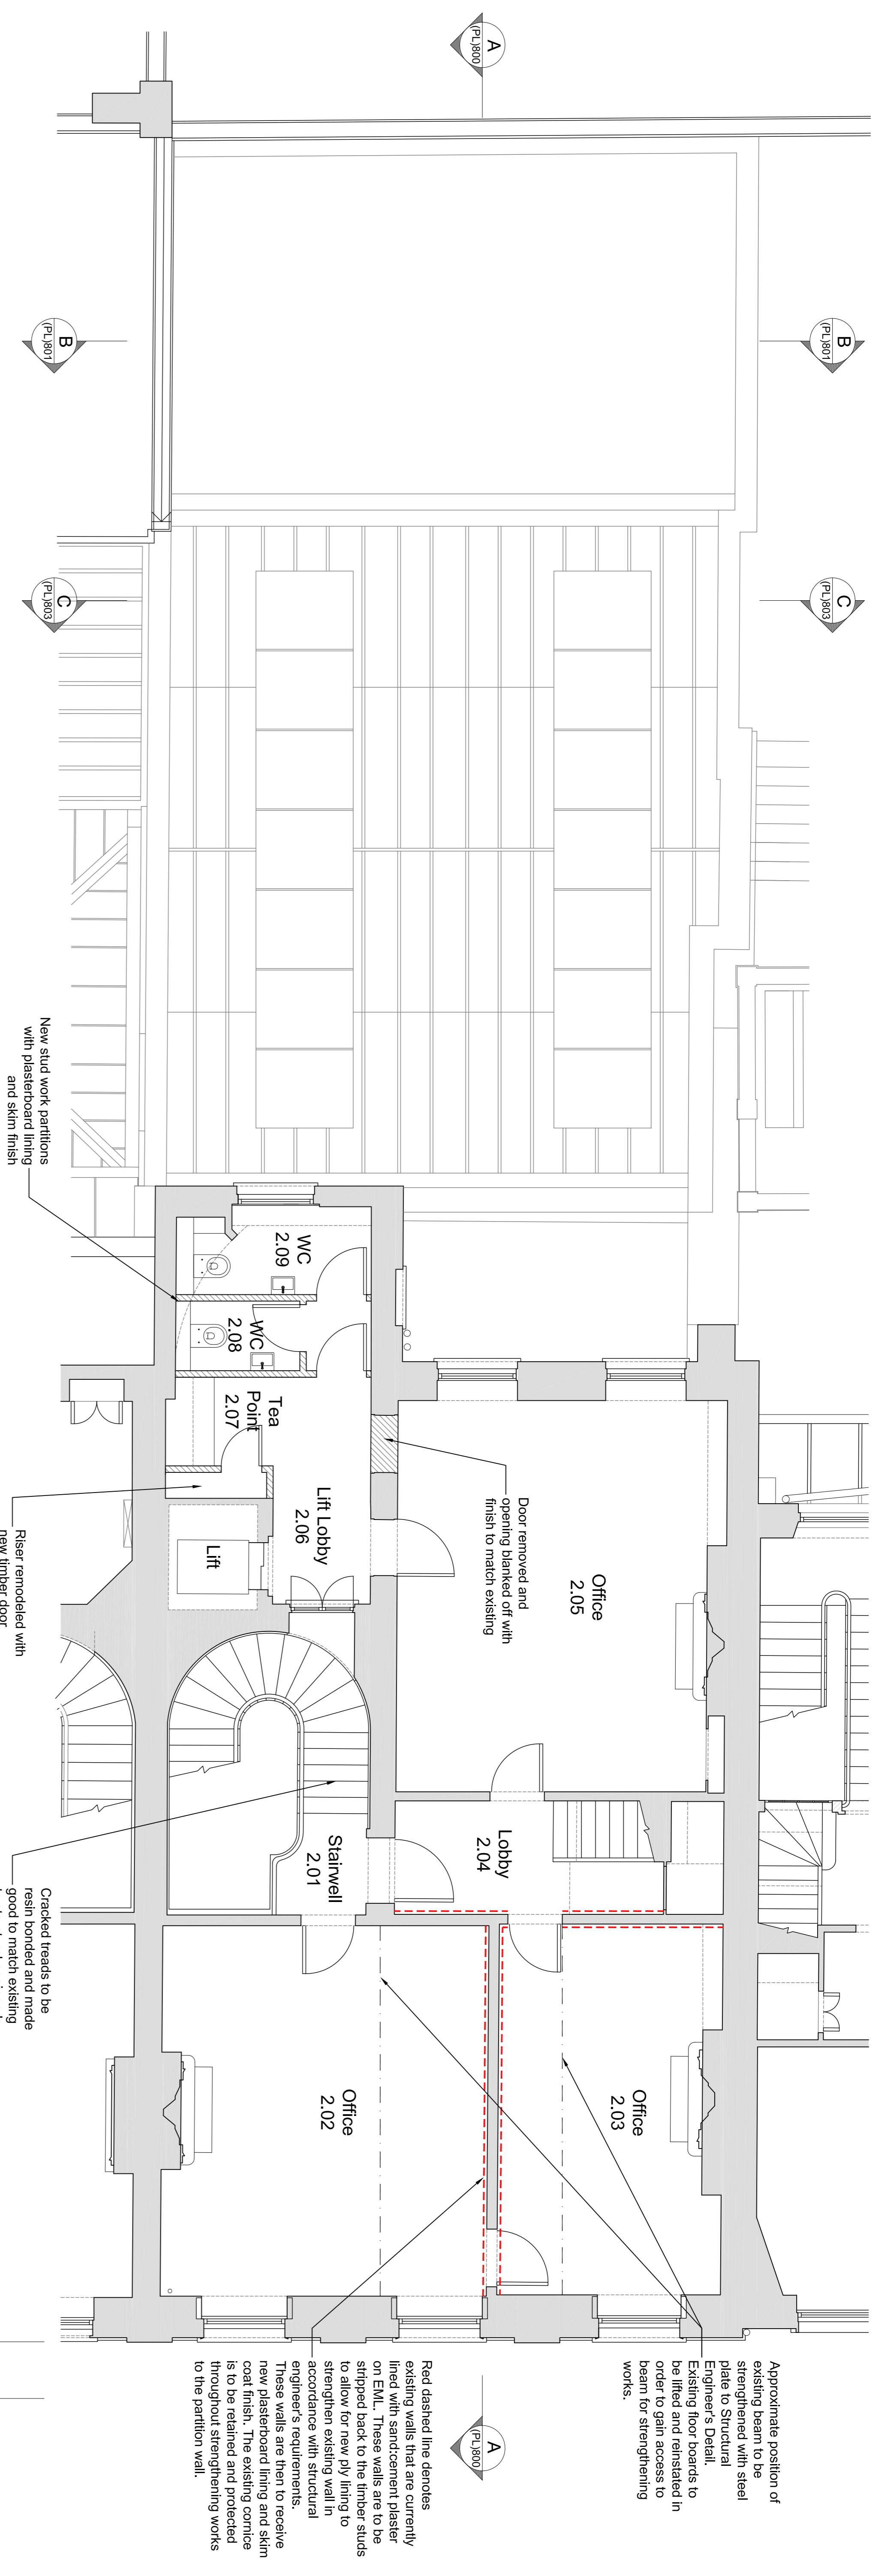 A
(PL)800
B
(PL)801
B
(PL)801
C
(PL)803
C
(PL)803
New stud work partitions
with plasterboard lining
and skim finish
WC
2.09
WC
2.08
Tea
Point
2.07
Lift Lobby
2.06
Lift
Door removed and
opening blanked off with
finish to match existing
Office
2.05
Riser remodeled with
new timber door
Lobby
2.04
Stairwell
2.01
Cracked treads to be
resin bonded and made
good to match existing
Office
2.03
Office
2.02
Approximate position of
existing beam to be
strengthened with steel
plate to Structural
Engineer's Detail.
Existing floor boards to
be lifted and reinstated in
order to gain access to
beam for strengthening
works.
Red dashed line denotes
existing walls that are currently
lined with sand:cement plaster
on EML. These walls are to be
stripped back to the timber studs
to allow for new ply lining to
strengthen existing wall in
accordance with structural
engineer's requirements.
These walls are then to receive
new plasterboard lining and skim
coat finish. The existing cornice
is to be retained and protected
throughout strengthening works
to the partition wall.
A
(PL)800